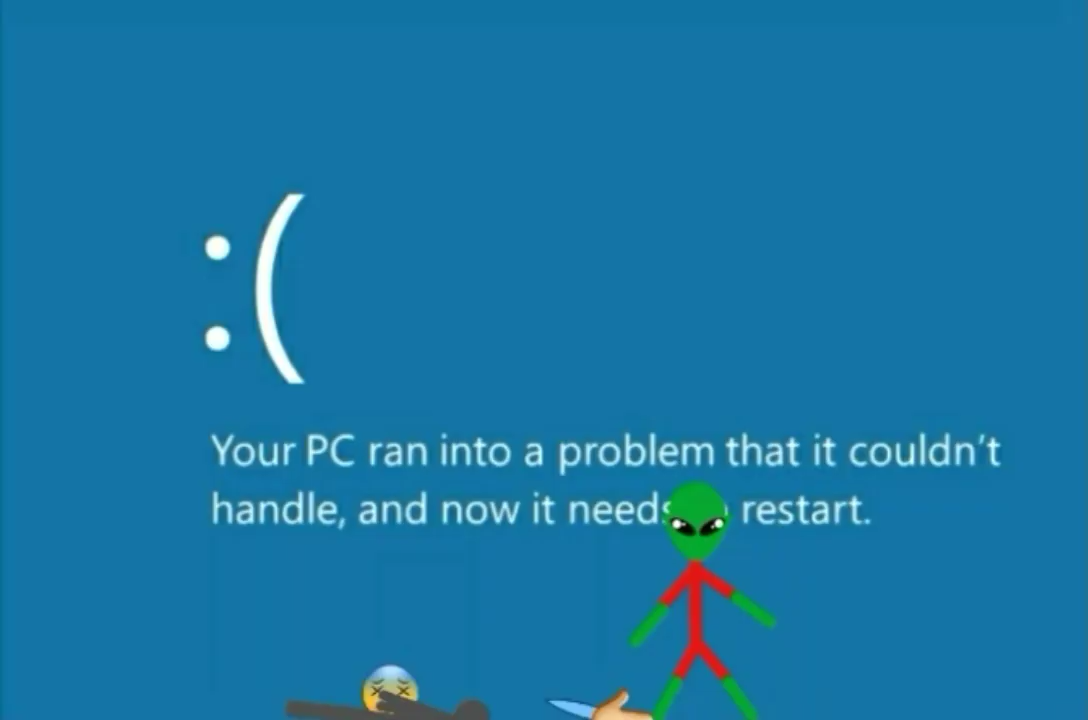 :(
Your PC ran into a problem that it couldn't
handle, and now it needs restart.